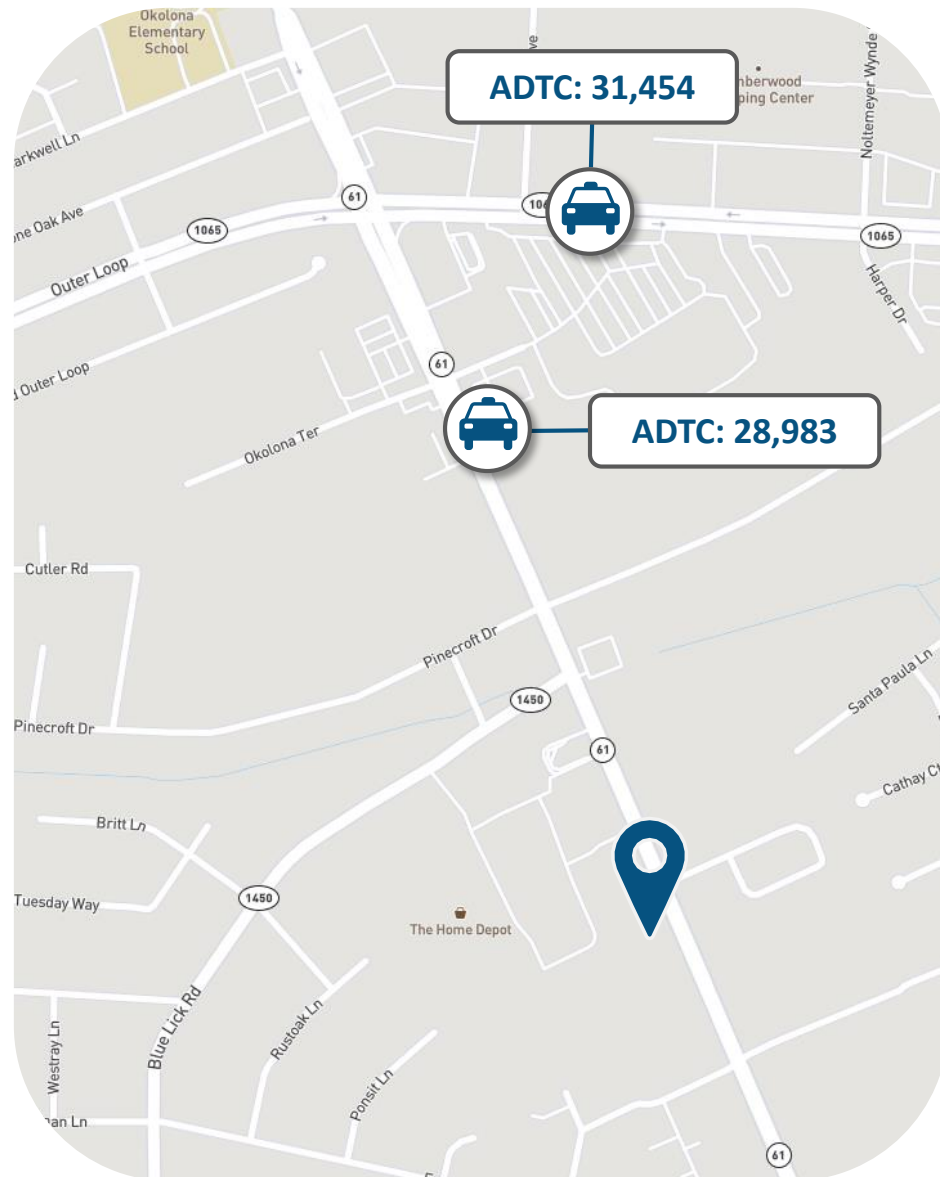 Okolona
Elementary
School
ADTC: 31,454
Center
Noltemeyer Wynde
Ln
61
Oak Ave
1065
1065
Outer Loop
Harper Dr
61
Outer Loop
ADTC: 28,983
Okolona Ter
Cutler Rd
Pinecroft Dr
Santa Paula Ln
1450
Pinecroft Dr
61
Cathay Ct
Britt Ln
1450
Tuesday Way
The Home Depot
Blue Lick Rd
Rustoak Ln
Westray Ln
Ponsit Ln
Ln
61